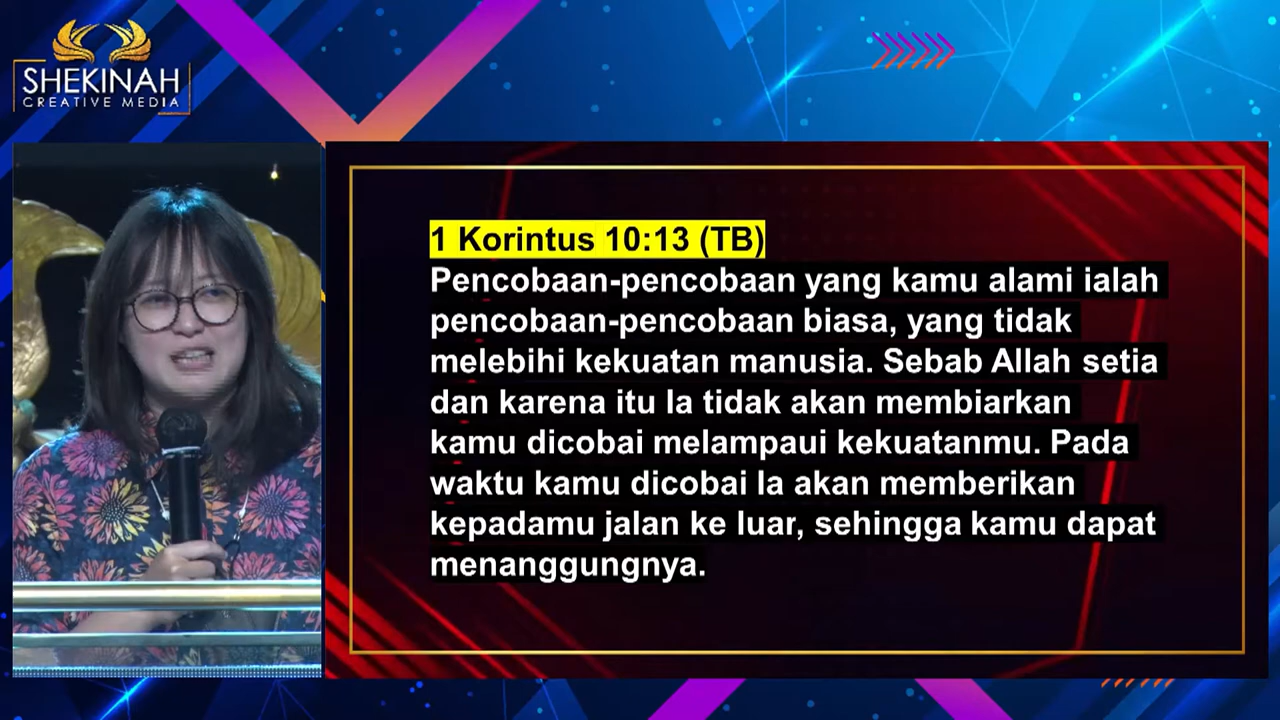 SHEKINAH
CREATIVE MEDIA
1 Korintus 10:13 (TB)
Pencobaan-pencobaan yang kamu alami ialah
pencobaan-pencobaan biasa, yang tidak
melebihi kekuatan manusia. Sebab Allah setia
dan karena itu Ia tidak akan membiarkan
kamu dicobai melampaui kekuatanmu. Pada
waktu kamu dicobai Ia akan memberikan
kepadamu jalan ke luar, sehingga kamu dapat
menanggungnya.